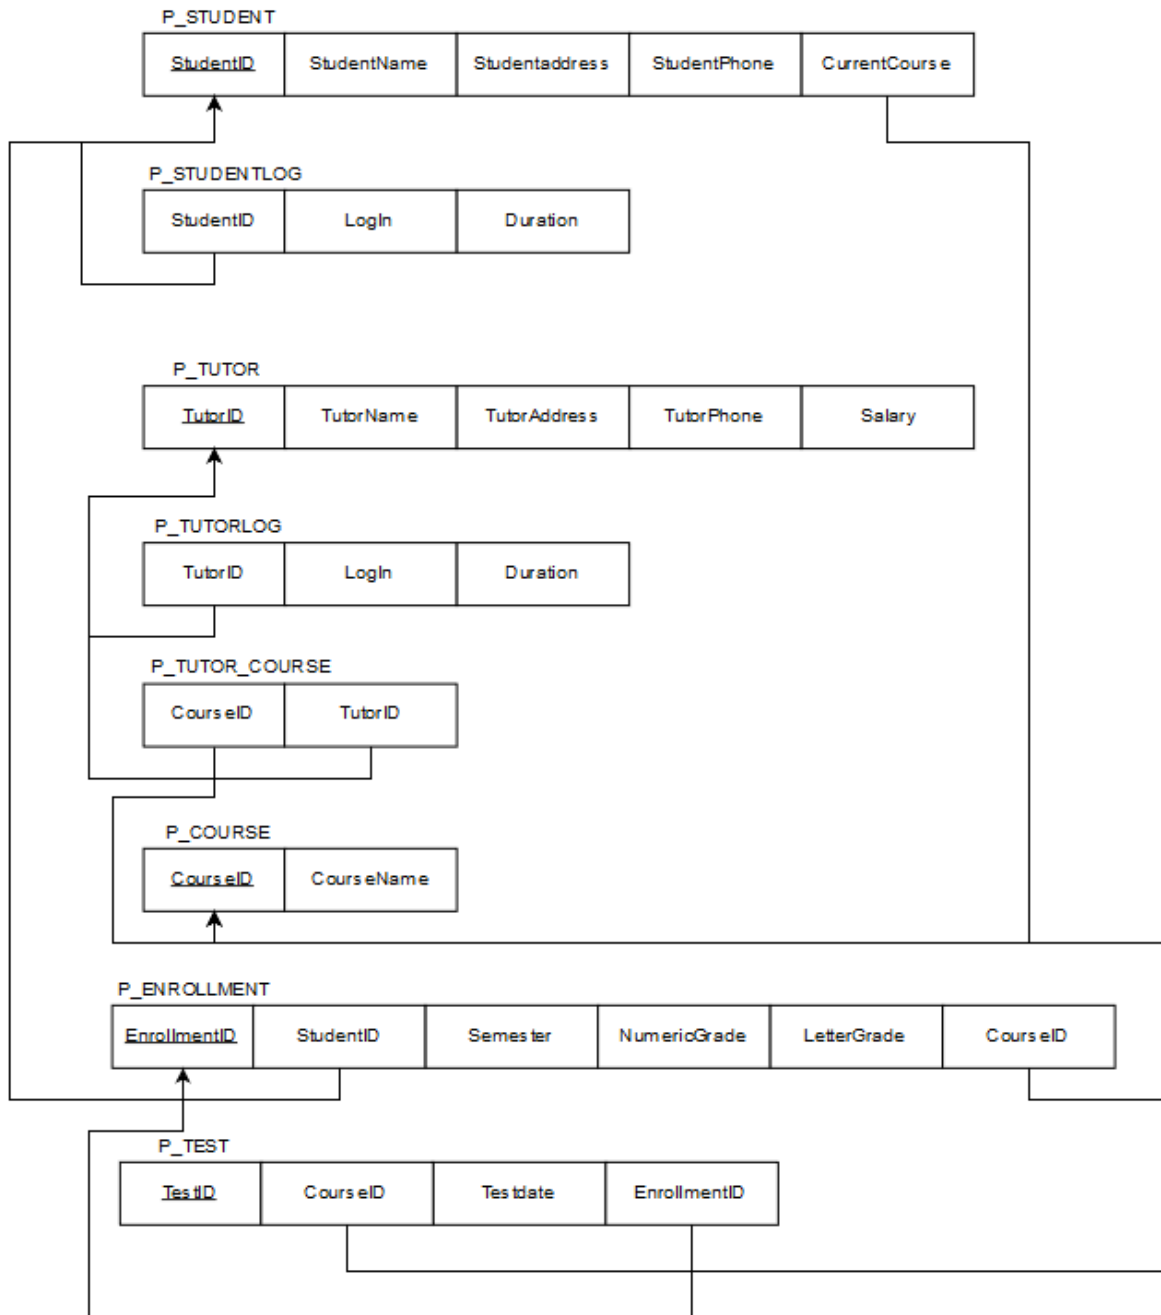 P_STUDENT
StudentID StudentName Studentaddress StudentPhone CurrentCourse
P_STUDENTLOG
StudentID LogIn Duration
P_TUTOR
TutorID TutorName TutorAddress TutorPhone Salary
P_TUTORLOG
TutorID LogIn Duration
P_TUTOR_COURSE
CourseID TutorID
P_COURSE
CourseID CourseName
P_ENROLLMENT
EnrollmentID StudentID Semester NumericGrade LetterGrade CourseID
P_TEST
TestID CourseID Testdate EnrollmentID